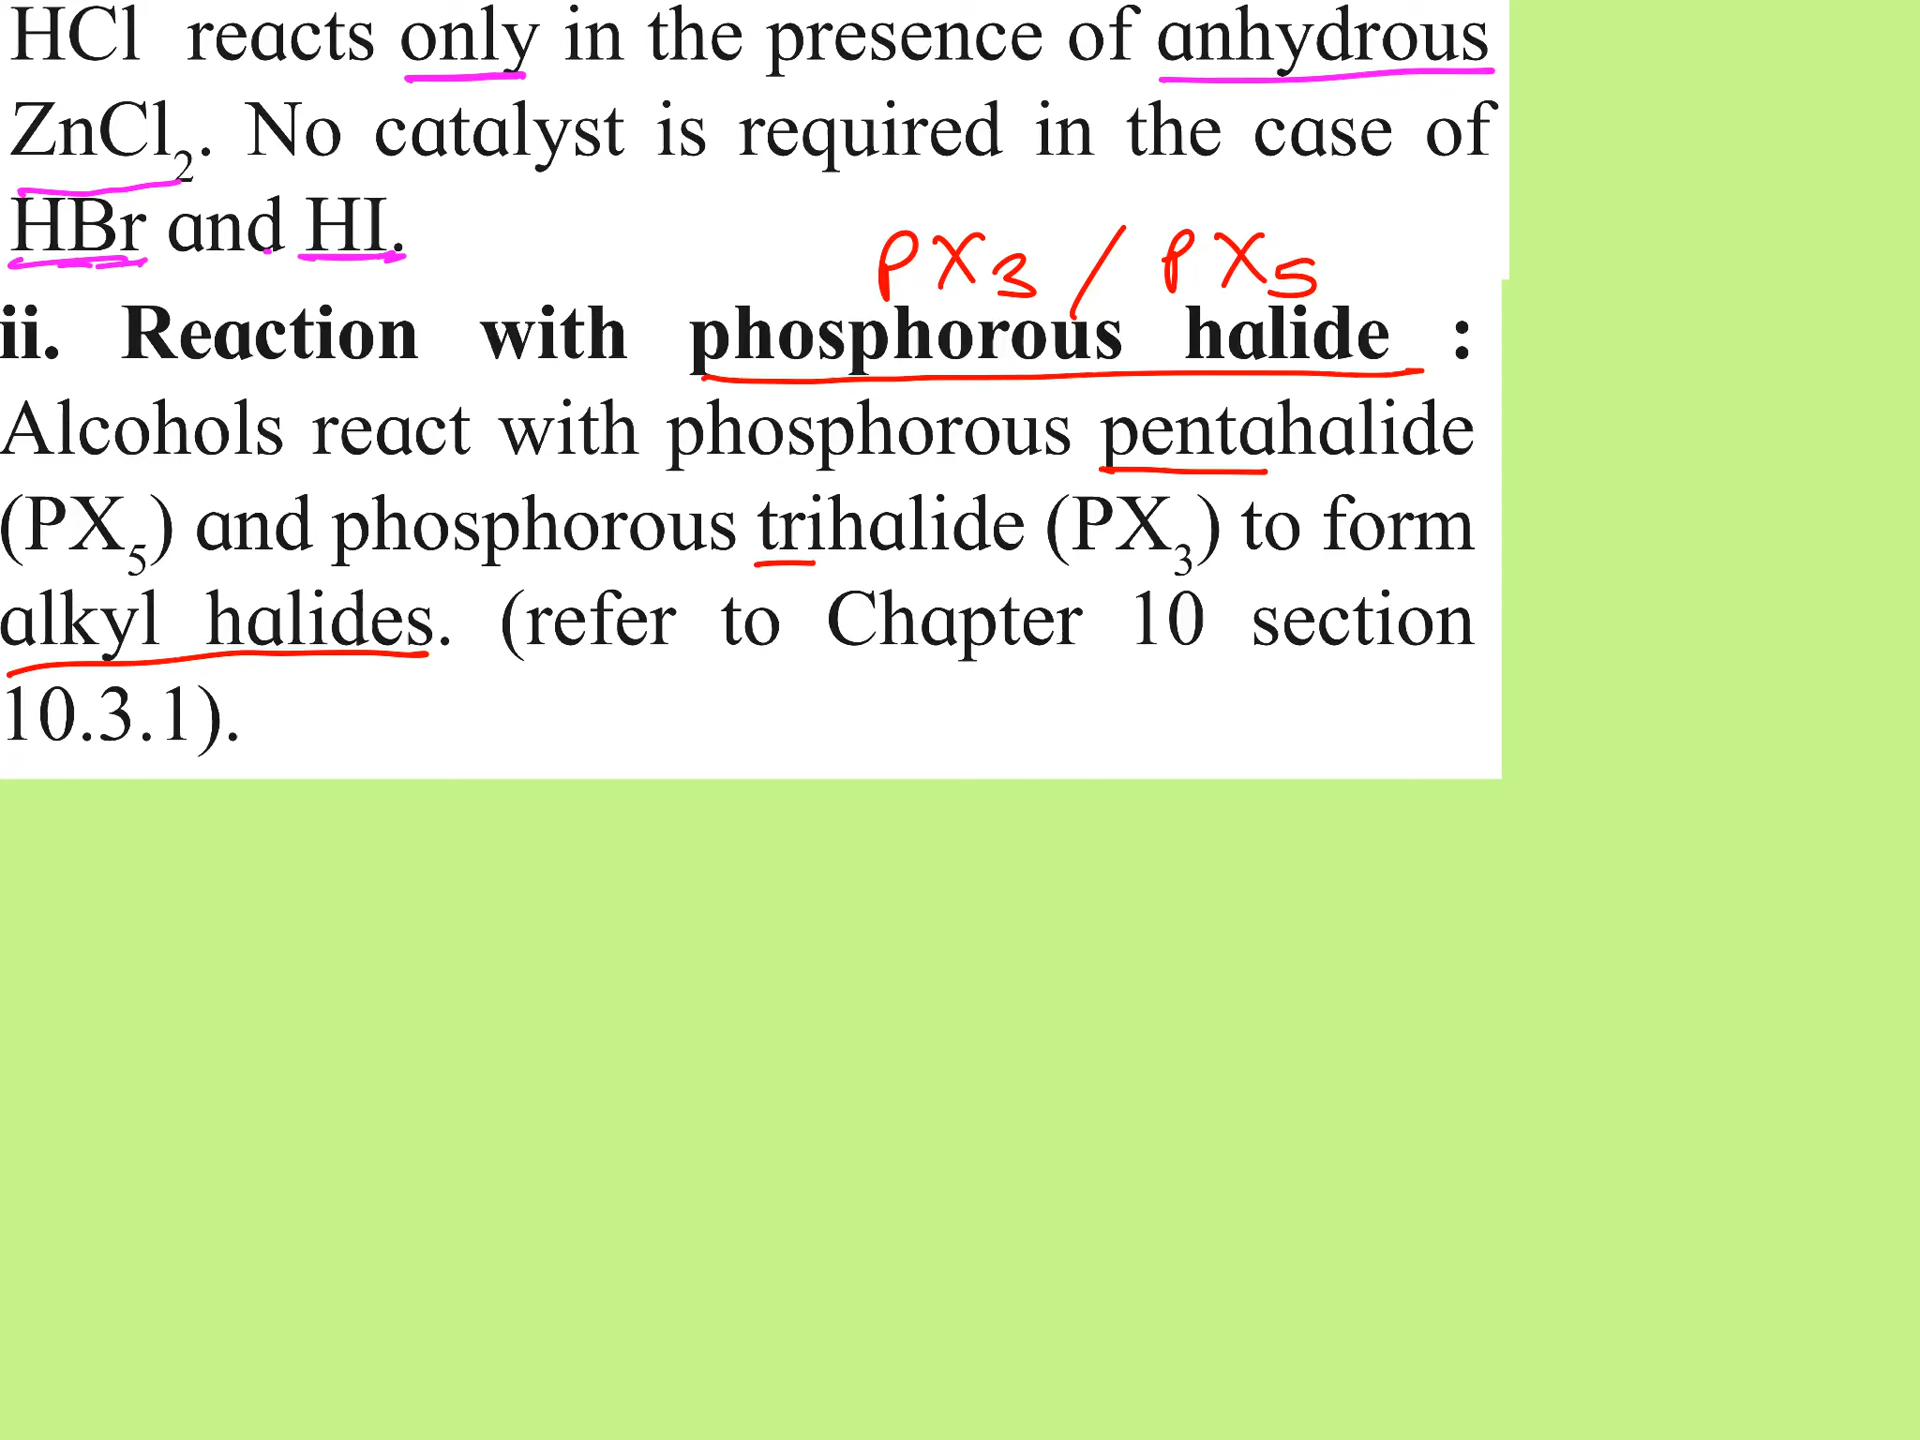 HCl reacts only in the presence of anhydrous
ZnCl₂. No catalyst is required in the case of
HBr and HI.
PX₃ / PX₅
ii. Reaction with phosphorous halide :
Alcohols react with phosphorous pentahalide
(PX₅) and phosphorous trihalide (PX₃) to form
alkyl halides. (refer to Chapter 10 section
10.3.1).